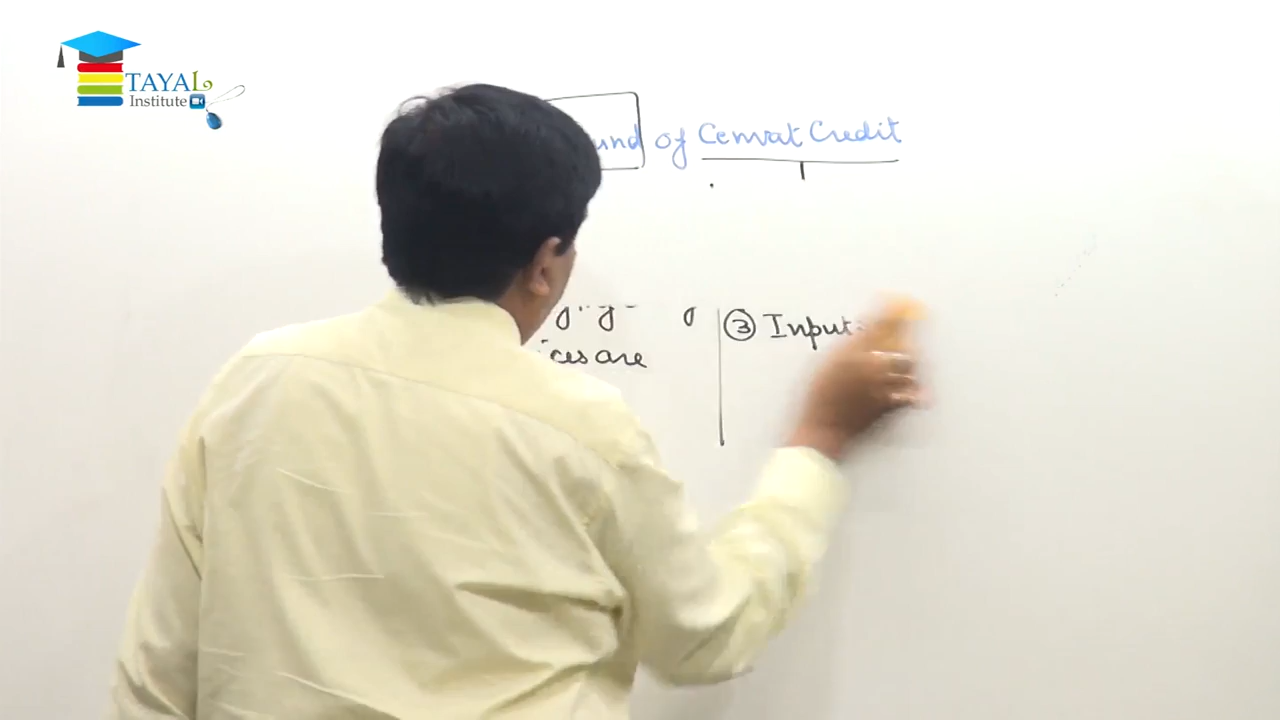 TAYAL
Institute
und of Cenvat Credit
③ Input
ices are